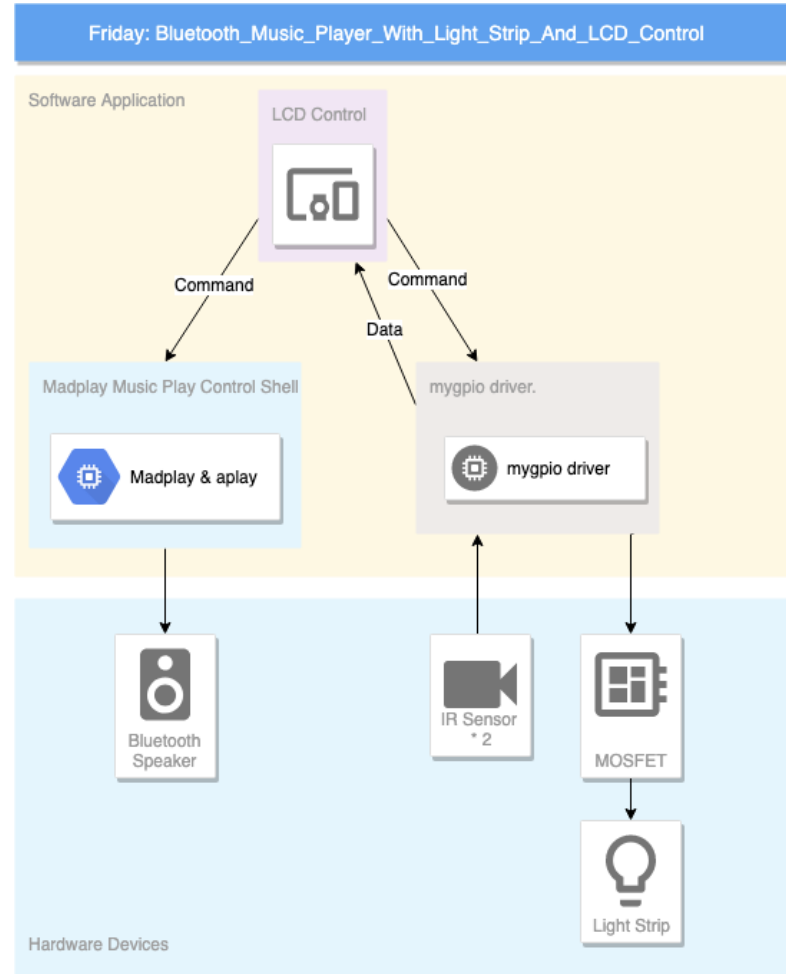 Friday: Bluetooth_Music_Player_With_Light_Strip_And_LCD_Control
Software Application
LCD Control
Command
Command
Data
Madplay Music Play Control Shell
mygpio driver.
Madplay & aplay
mygpio driver
Bluetooth
Speaker
IR Sensor
* 2
MOSFET
Light Strip
Hardware Devices